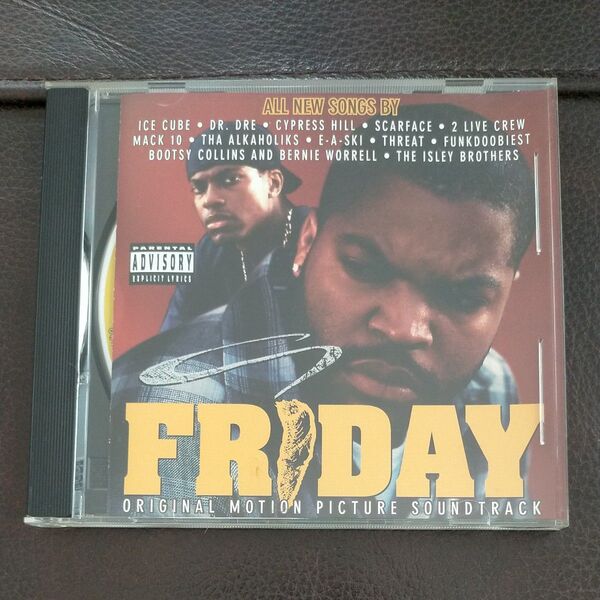 ALL NEW SONGS BY
ICE CUBE • DR. DRE • CYPRESS HILL • SCARFACE • 2 LIVE CREW
MACK 10 • THA ALKAHOLIKS • E-A-SKI • THREAT • FUNKDOOBIEST
BOOTSY COLLINS AND BERNIE WORRELL • THE ISLEY BROTHERS
PARENTAL
ADVISORY
EXPLICIT LYRICS
FRIDAY
ORIGINAL MOTION PICTURE SOUNDTRACK